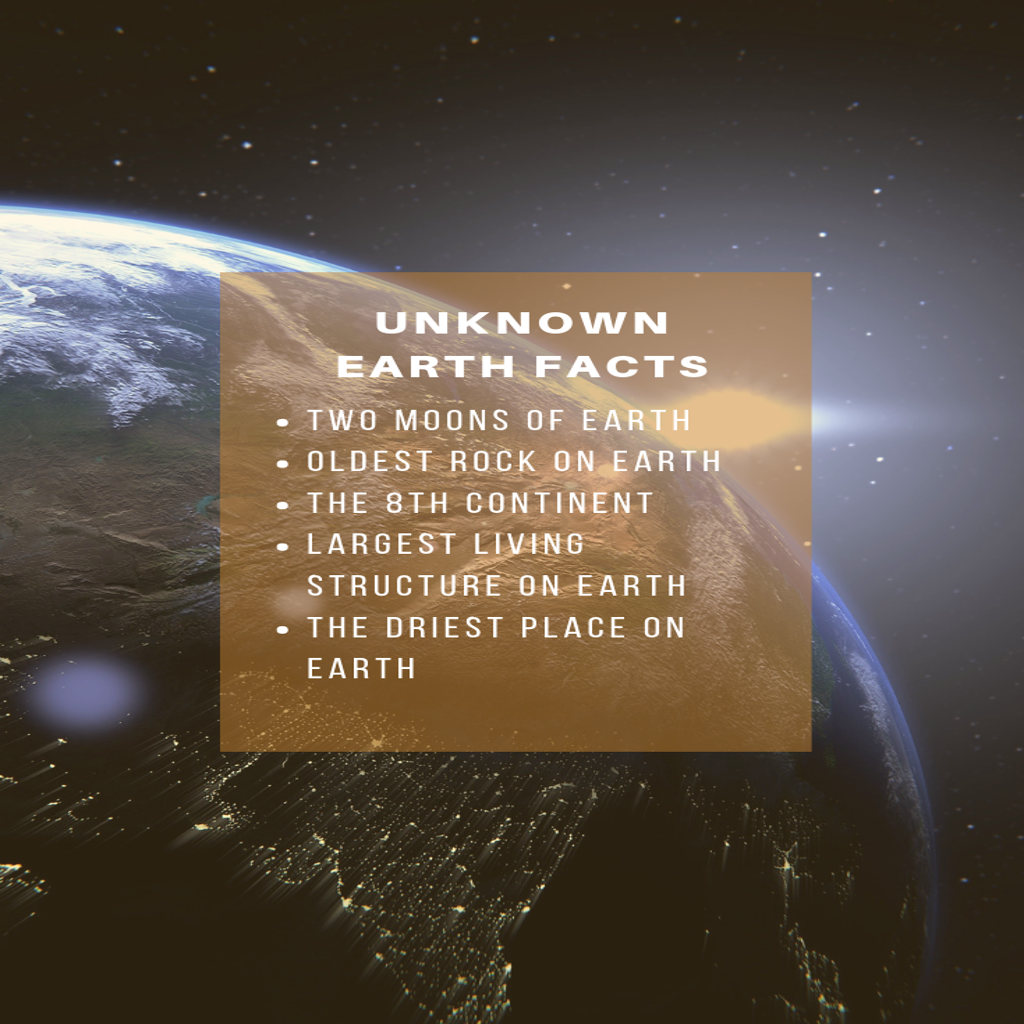 UNKNOWN
EARTH FACTS
• TWO MOONS OF EARTH
• OLDEST ROCK ON EARTH
• THE 8TH CONTINENT
• LARGEST LIVING
STRUCTURE ON EARTH
• THE DRIEST PLACE ON
EARTH